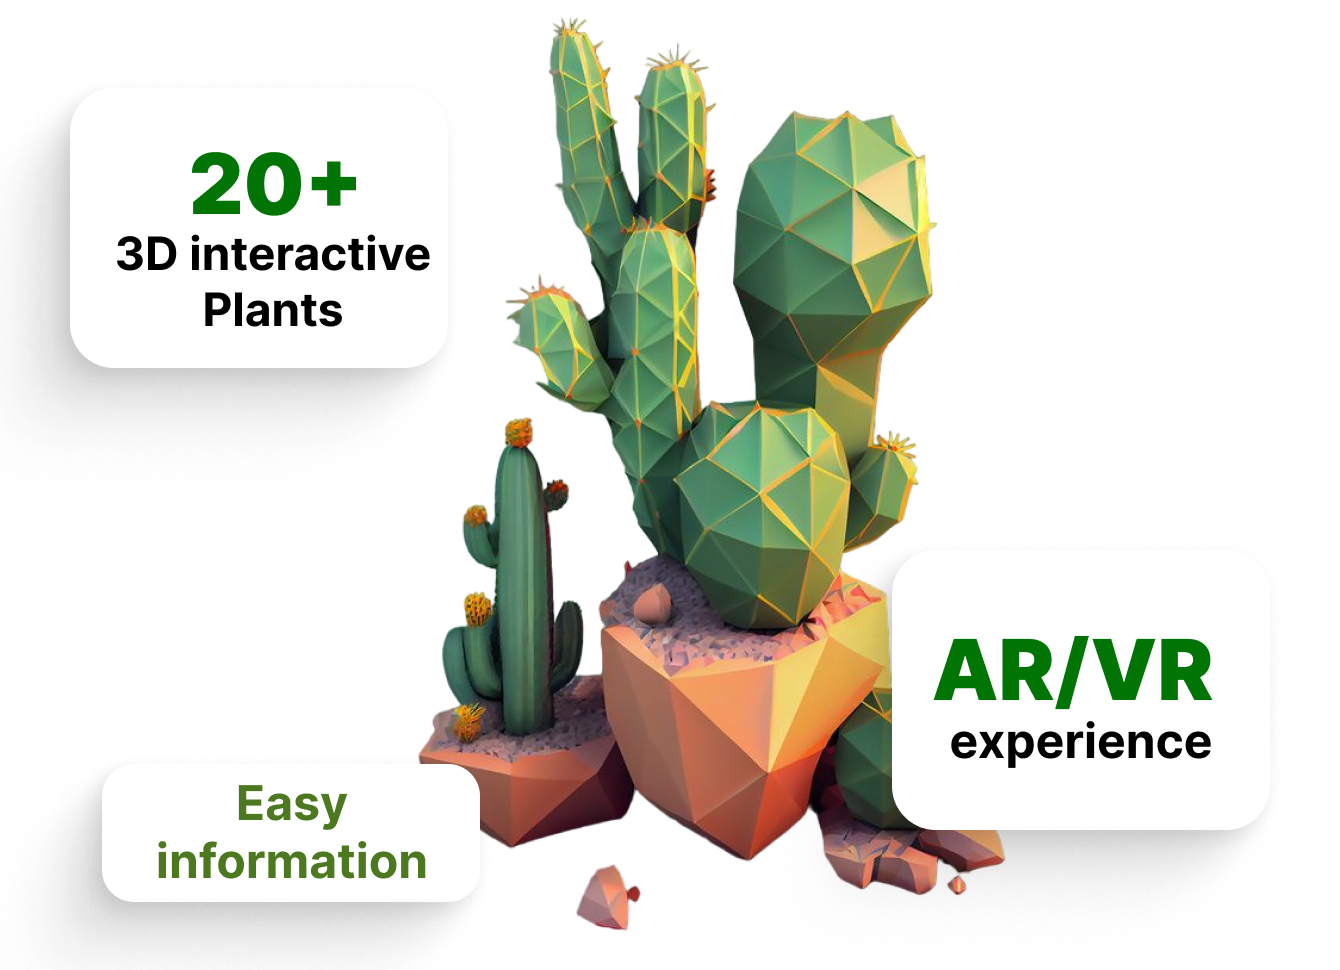 20+
3D interactive
Plants
AR/VR
experience
Easy
information